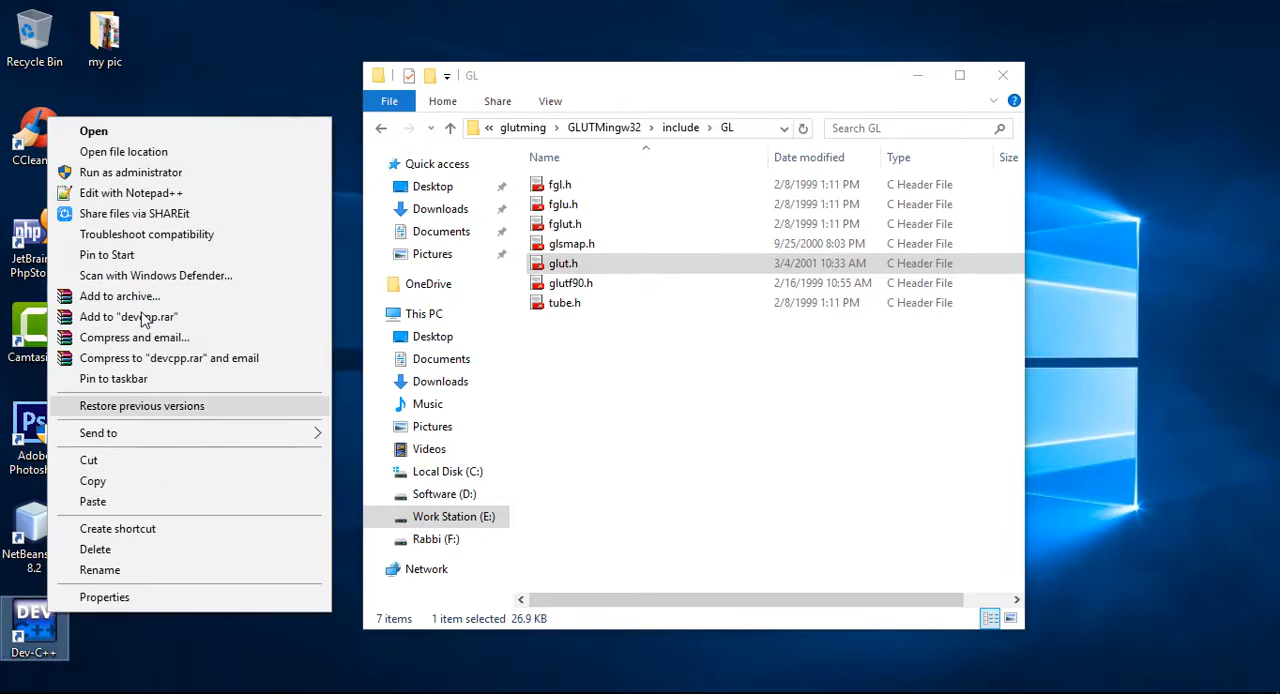 Recycle Bin
my pic
CClean
JetBrain
PhpSto
Camtasi
Adobe
Photosh
NetBeans
8.2
DEV
Dev-C++
Open
Open file location
Run as administrator
Edit with Notepad++
Share files via SHAREit
Troubleshoot compatibility
Pin to Start
Scan with Windows Defender...
Add to archive...
Add to "devcpp.rar"
Compress and email...
Compress to "devcpp.rar" and email
Pin to taskbar
Restore previous versions
Send to
Cut
Copy
Paste
Create shortcut
Delete
Rename
Properties
GL
File Home Share View
« glutming > GLUTMingw32 > include > GL
Search GL
Quick access
Desktop
Downloads
Documents
Pictures
OneDrive
This PC
Desktop
Documents
Downloads
Music
Pictures
Videos
Local Disk (C:)
Software (D:)
Work Station (E:)
Rabbi (F:)
Network
Name Date modified Type Size
fgl.h 2/8/1999 1:11 PM C Header File
fglu.h 2/8/1999 1:11 PM C Header File
fglut.h 2/8/1999 1:11 PM C Header File
glsmap.h 9/25/2000 8:03 PM C Header File
glut.h 3/4/2001 10:33 AM C Header File
glutf90.h 2/16/1999 10:55 AM C Header File
tube.h 2/8/1999 1:11 PM C Header File
7 items 1 item selected 26.9 KB